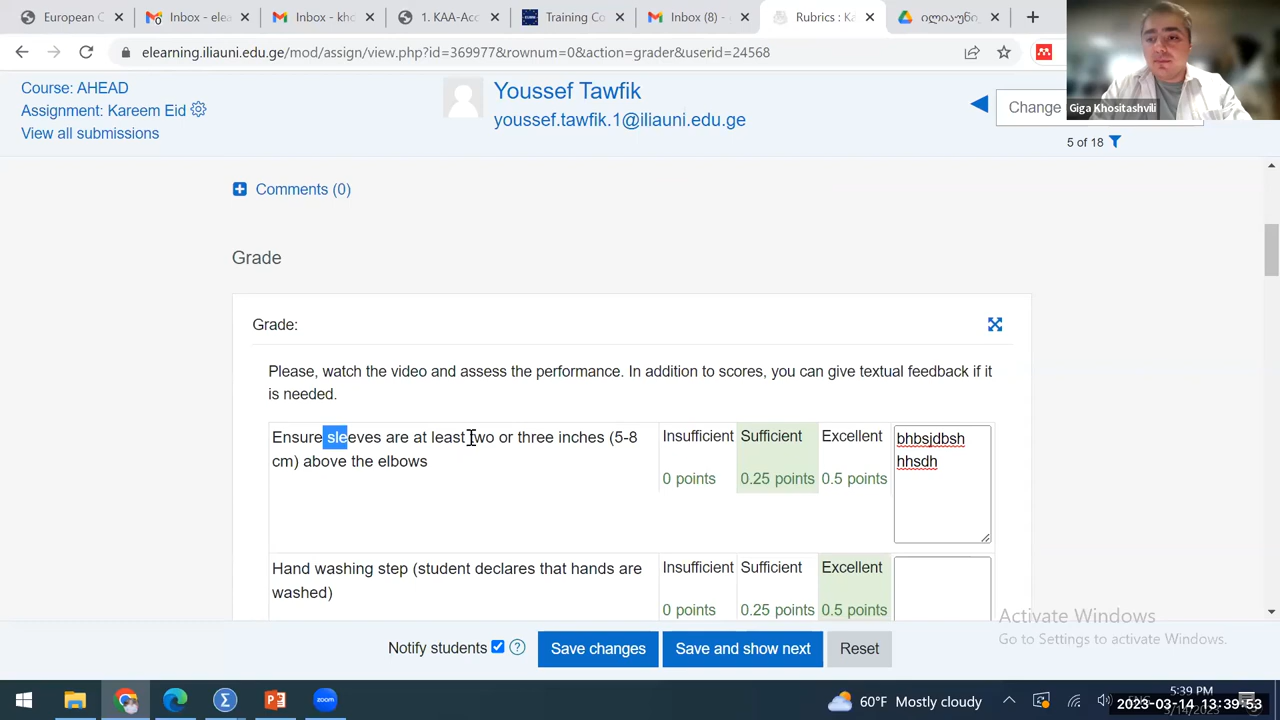 European C
Inbox - elea
Inbox - kho
1. KAA-Acc
Training Co
Inbox (8) -
Rubrics : Ka
ილიაუნი
elearning.iliauni.edu.ge/mod/assign/view.php?id=369977&rownum=0&action=grader&userid=24568
Course: AHEAD
Assignment: Kareem Eid
View all submissions
Youssef Tawfik
youssef.tawfik.1@iliauni.edu.ge
Change
Giga Khositashvili
5 of 18
Comments (0)
Grade
Grade:
Please, watch the video and assess the performance. In addition to scores, you can give textual feedback if it
is needed.
Ensure sleeves are at least two or three inches (5-8
cm) above the elbows
Insufficient
0 points
Sufficient
0.25 points
Excellent
0.5 points
bhbsjdbsh
hhsdh
Hand washing step (student declares that hands are
washed)
Insufficient
0 points
Sufficient
0.25 points
Excellent
0.5 points
Activate Windows
Go to Settings to activate Windows.
Notify students
Save changes
Save and show next
Reset
zoom
60°F Mostly cloudy
5:39 PM
2023-03-14 13:39:53